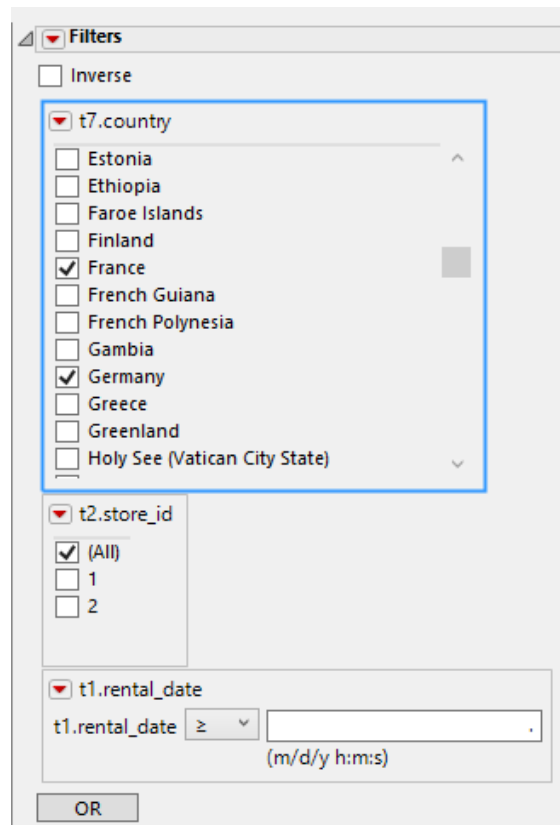 Filters
Inverse
t7.country
Estonia
Ethiopia
Faroe Islands
Finland
France
French Guiana
French Polynesia
Gambia
Germany
Greece
Greenland
Holy See (Vatican City State)
t2.store_id
(All)
1
2
t1.rental_date
t1.rental_date ≥ .
(m/d/y h:m:s)
OR